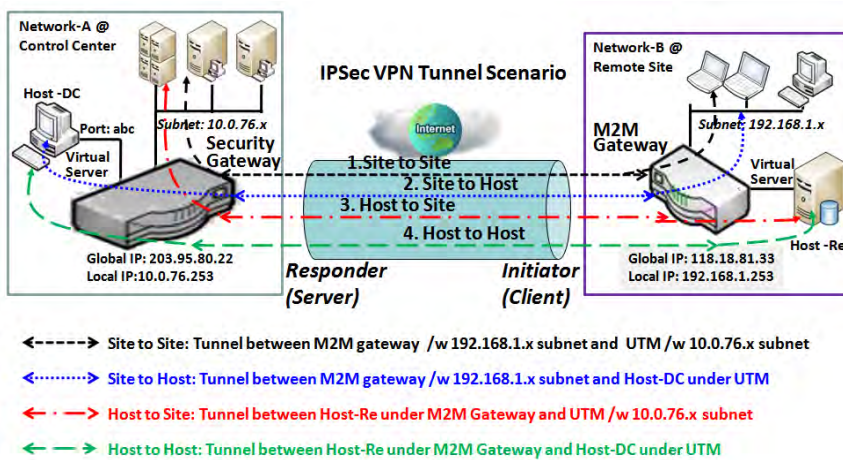 Network-A @
Control Center
Host -DC
Port: abc
Subnet: 10.0.76.x
Virtual
Server
Security
Gateway
Global IP: 203.95.80.22
Local IP:10.0.76.253
IPSec VPN Tunnel Scenario
Internet
1.Site to Site
2. Site to Host
3. Host to Site
4. Host to Host
Responder
(Server)
Initiator
(Client)
Network-B @
Remote Site
Subnet: 192.168.1.x
M2M
Gateway
Virtual
Server
Host -Re
Global IP: 118.18.81.33
Local IP: 192.168.1.253
Site to Site: Tunnel between M2M gateway /w 192.168.1.x subnet and UTM /w 10.0.76.x subnet
Site to Host: Tunnel between M2M gateway /w 192.168.1.x subnet and Host-DC under UTM
Host to Site: Tunnel between Host-Re under M2M Gateway and UTM /w 10.0.76.x subnet
Host to Host: Tunnel between Host-Re under M2M Gateway and Host-DC under UTM